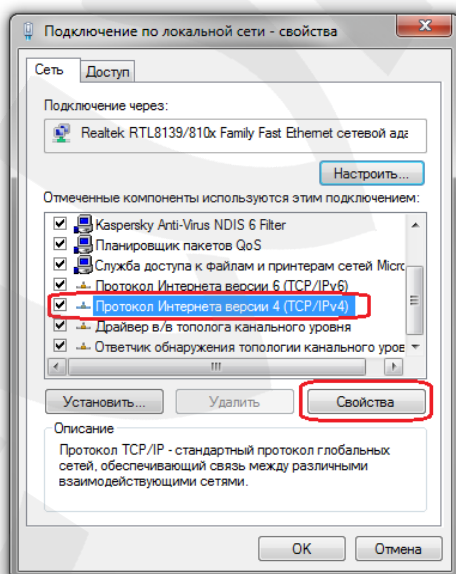 Подключение по локальной сети - свойства
Сеть
Доступ
Подключение через:
Realtek RTL8139/810x Family Fast Ethernet сетевой ада
Настроить...
Отмеченные компоненты используются этим подключением:
Kaspersky Anti-Virus NDIS 6 Filter
Планировщик пакетов QoS
Служба доступа к файлам и принтерам сетей Micro
Протокол Интернета версии 6 (TCP/IPv6)
Протокол Интернета версии 4 (TCP/IPv4)
Драйвер в/в тополога канального уровня
Ответчик обнаружения топологии канального уров
Установить...
Удалить
Свойства
Описание
Протокол TCP/IP - стандартный протокол глобальных
сетей, обеспечивающий связь между различными
взаимодействующими сетями.
OK
Отмена